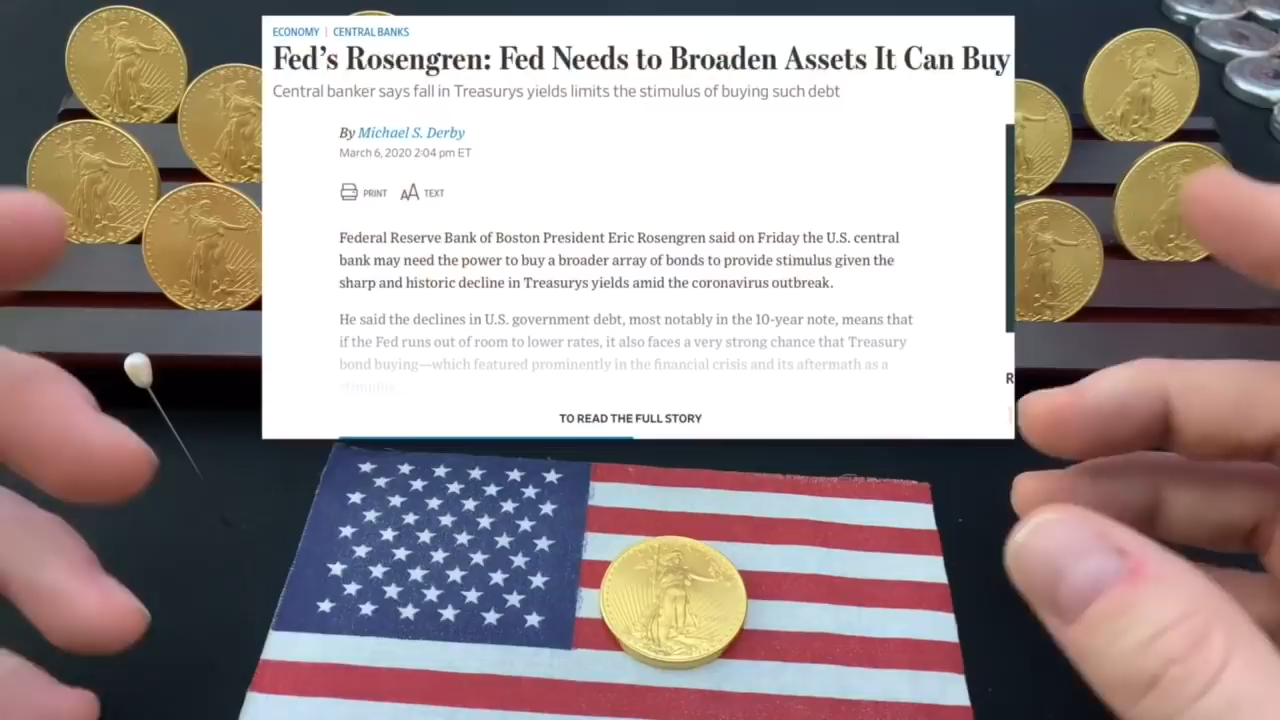 ECONOMY | CENTRAL BANKS
Fed's Rosengren: Fed Needs to Broaden Assets It Can Buy
Central banker says fall in Treasurys yields limits the stimulus of buying such debt
By Michael S. Derby
March 6, 2020 2:04 pm ET
PRINT AA TEXT
Federal Reserve Bank of Boston President Eric Rosengren said on Friday the U.S. central
bank may need the power to buy a broader array of bonds to provide stimulus given the
sharp and historic decline in Treasurys yields amid the coronavirus outbreak.
He said the declines in U.S. government debt, most notably in the 10-year note, means that
if the Fed runs out of room to lower rates, it also faces a very strong chance that Treasury
bond buying—which featured prominently in the financial crisis and its aftermath as a
stimulus
R
TO READ THE FULL STORY